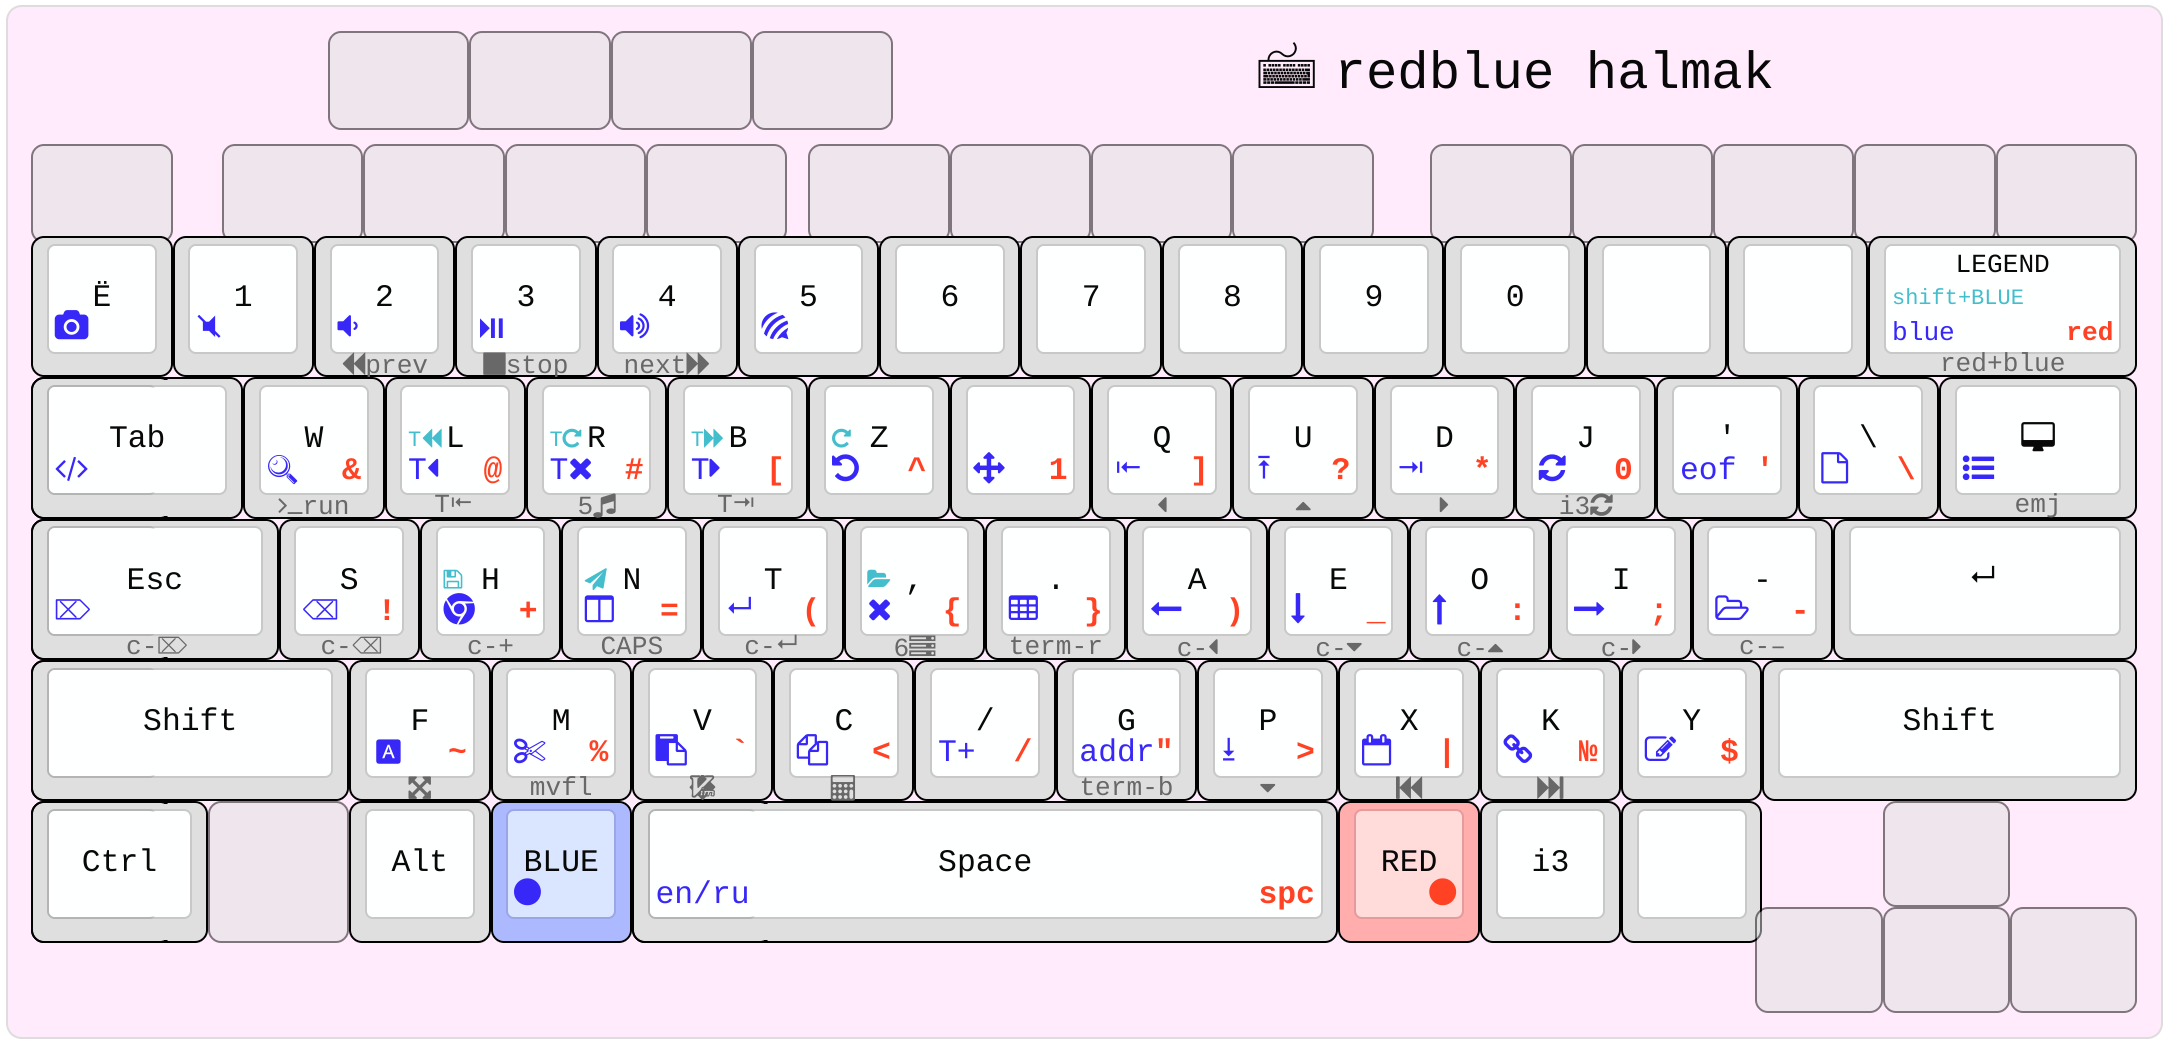 redblue halmak
Ë 1 2 3 4 5 6 7 8 9 0 LEGEND
shift+BLUE
blue red
prev stop next red+blue
Tab W L R B Z Q U D J ' \
T T T
& T @ T # T [ ^ 1 ] ? * 0 eof ' \
run T 5 T i3 emj
Esc S H N T , . A E O I - ↵
! + = ( { } ) _ : ; -
c- c- c-+ CAPS c-↵ 6 term-r c- c- c- c- c--
Shift F M V C / G P X K Y Shift
A ~ % ` < T+ / addr" > | № $
mvfl term-b
Ctrl Alt BLUE Space RED i3
en/ru spc